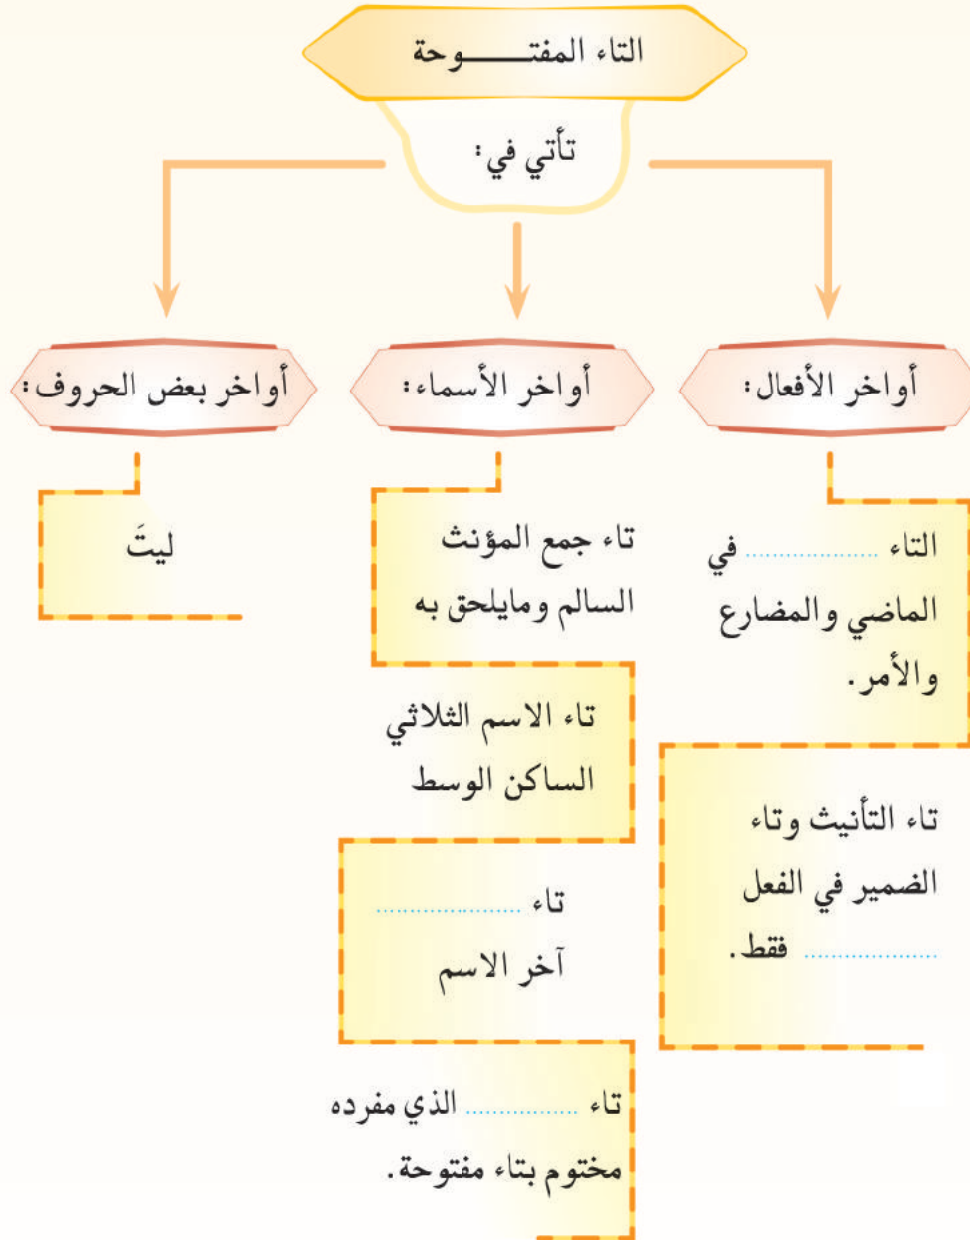 التاء المفتـــــوحة
تأتي في:
أواخر الأفعال:
التاء .................. في
الماضي والمضارع
والأمر.
تاء التأنيث وتاء
الضمير في الفعل
.................. فقط.
أواخر الأسماء:
تاء جمع المؤنث
السالم ومايلحق به
تاء الاسم الثلاثي
الساكن الوسط
تاء ....................
آخر الاسم
تاء ................ الذي مفرده
مختوم بتاء مفتوحة.
أواخر بعض الحروف:
ليتَ